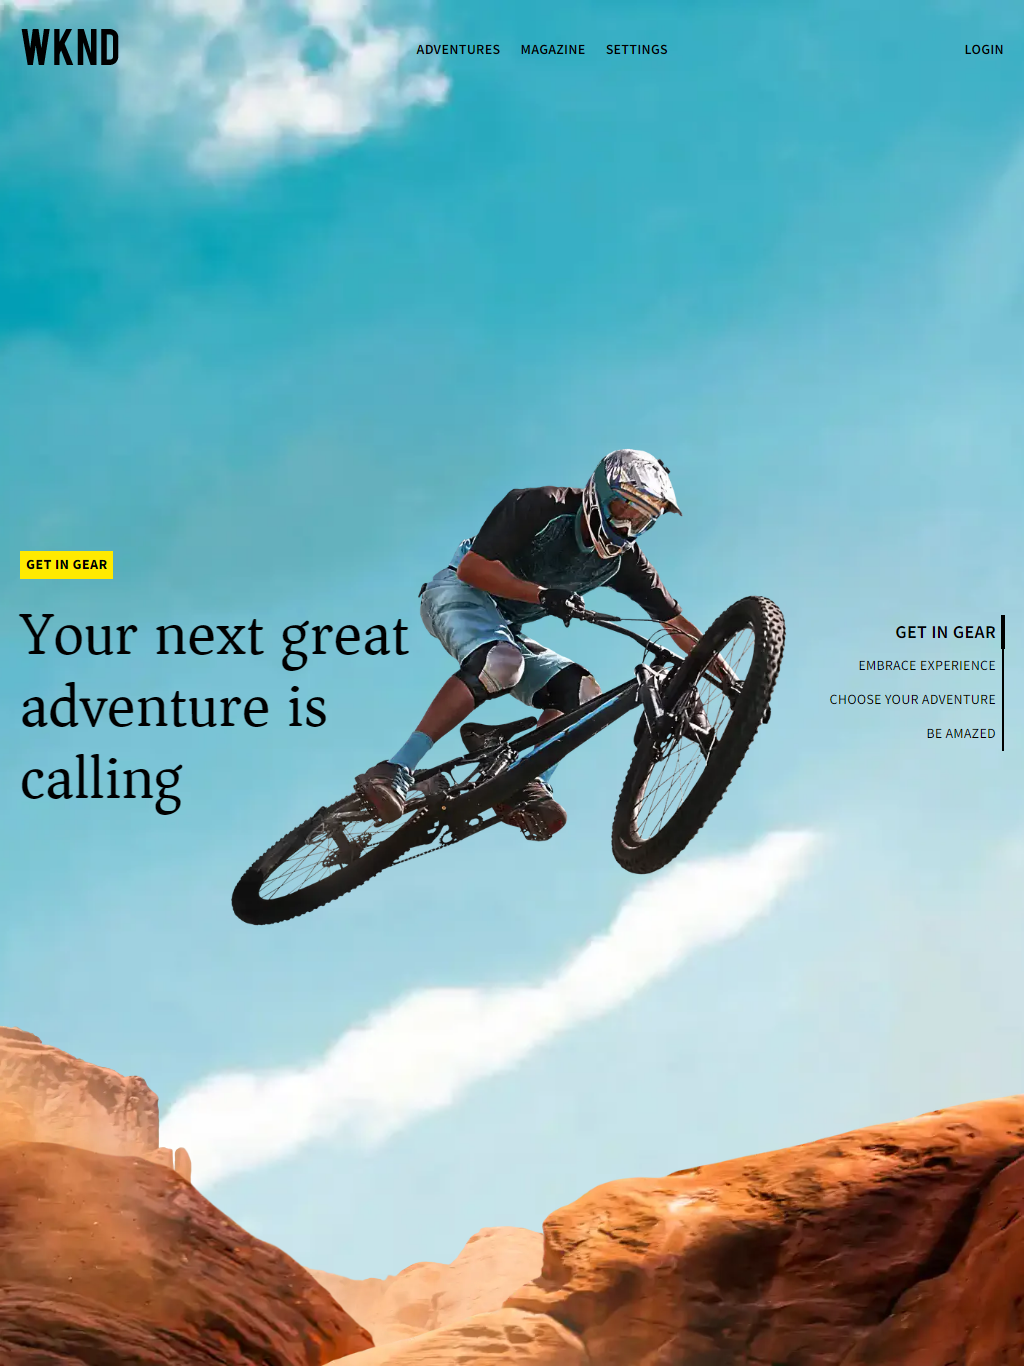 WKND
ADVENTURES
MAGAZINE
SETTINGS
LOGIN
GET IN GEAR
Your next great
adventure is
calling
GET IN GEAR
EMBRACE EXPERIENCE
CHOOSE YOUR ADVENTURE
BE AMAZED